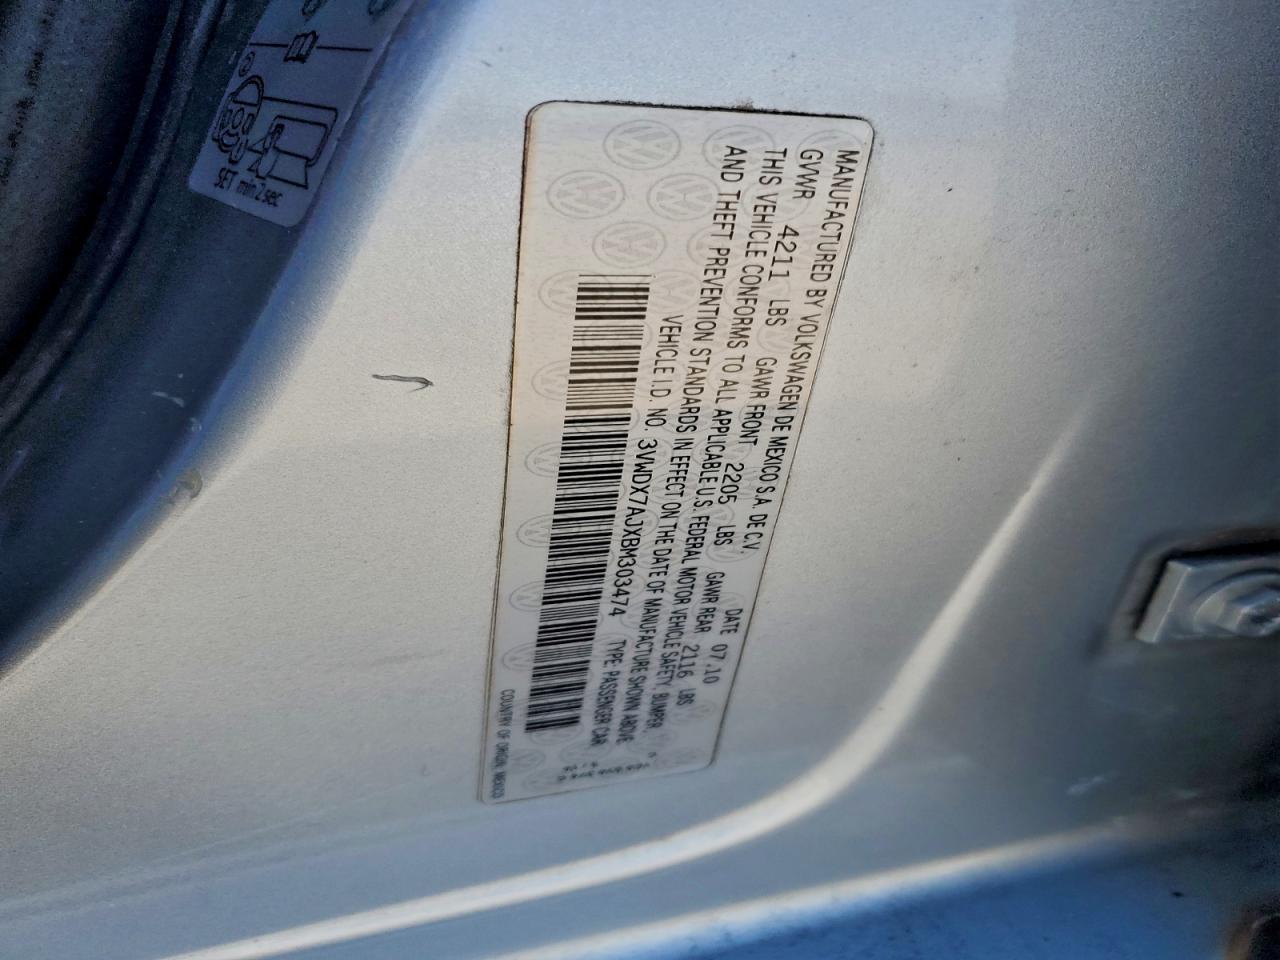 MANUFACTURED BY VOLKSWAGEN DE MEXICO S.A. DE C.V. DATE 07.10
GVWR 4211 LBS GAWR FRONT 2205 LBS GAWR REAR 2116 LBS
THIS VEHICLE CONFORMS TO ALL APPLICABLE U.S. FEDERAL MOTOR VEHICLE SAFETY, BUMPER,
AND THEFT PREVENTION STANDARDS IN EFFECT ON THE DATE OF MANUFACTURE SHOWN ABOVE
VEHICLE I.D. NO. 3VWDX7AJXBM303474 TYPE: PASSENGER CAR
COUNTRY OF ORIGIN: MEXICO
SET min 2 sec